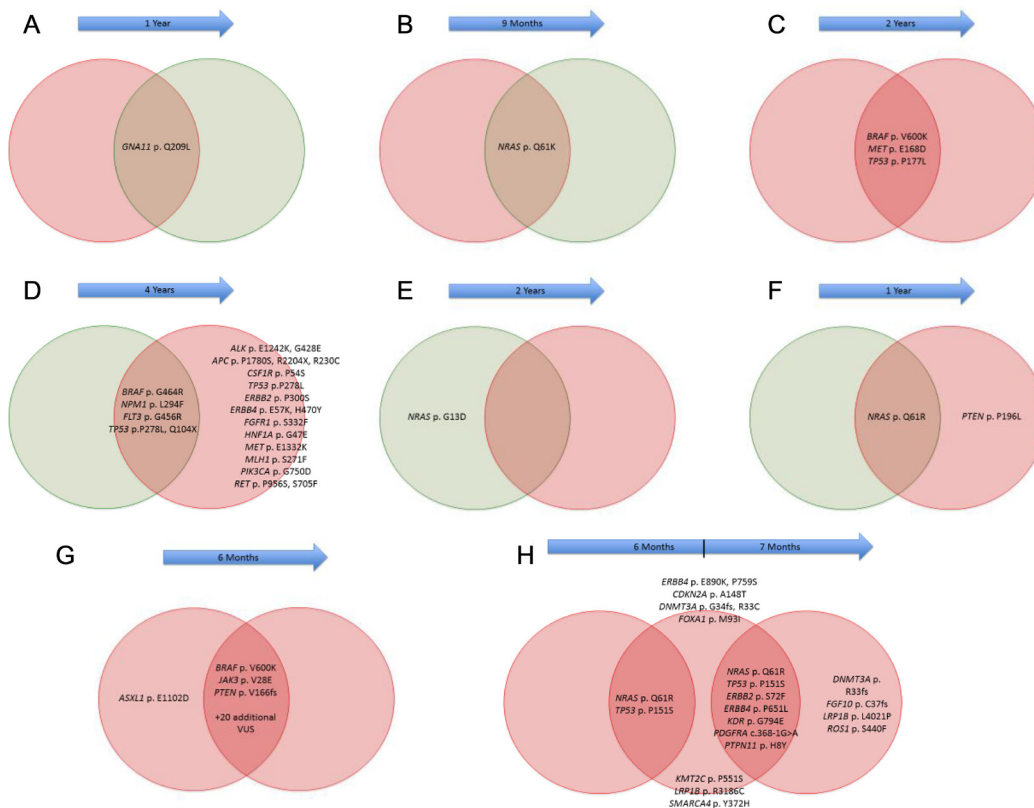 A
1 Year
GNA11 p. Q209L
B
9 Months
NRAS p. Q61K
C
2 Years
BRAF p. V600K
MET p. E168D
TP53 p. P177L
D
4 Years
BRAF p. G464R
NPM1 p. L294F
FLT3 p. G456R
TP53 p.P278L, Q104X
ALK p. E1242K, G428E
APC p. P1780S, R2204X, R230C
CSF1R p. P54S
TP53 p.P278L
ERBB2 p. P300S
ERBB4 p. E57K, H470Y
FGFR1 p. S332F
HNF1A p. G47E
MET p. E1332K
MLH1 p. S271F
PIK3CA p. G750D
RET p. P956S, S705F
E
2 Years
NRAS p. G13D
F
1 Year
NRAS p. Q61R
PTEN p. P196L
G
6 Months
ASXL1 p. E1102D
BRAF p. V600K
JAK3 p. V28E
PTEN p. V166fs
+20 additional
VUS
H
6 Months
7 Months
ERBB4 p. E890K, P759S
CDKN2A p. A148T
DNMT3A p. G34fs, R33C
FOXA1 p. M93I
NRAS p. Q61R
TP53 p. P151S
NRAS p. Q61R
TP53 p. P151S
ERBB2 p. S72F
ERBB4 p. P651L
KDR p. G794E
PDGFRA c.368-1G>A
PTPN11 p. H8Y
DNMT3A p.
R33fs
FGF10 p. C37fs
LRP1B p. L4021P
ROS1 p. S440F
KMT2C p. P551S
LRP1B p. R3186C
SMARCA4 p. Y372H